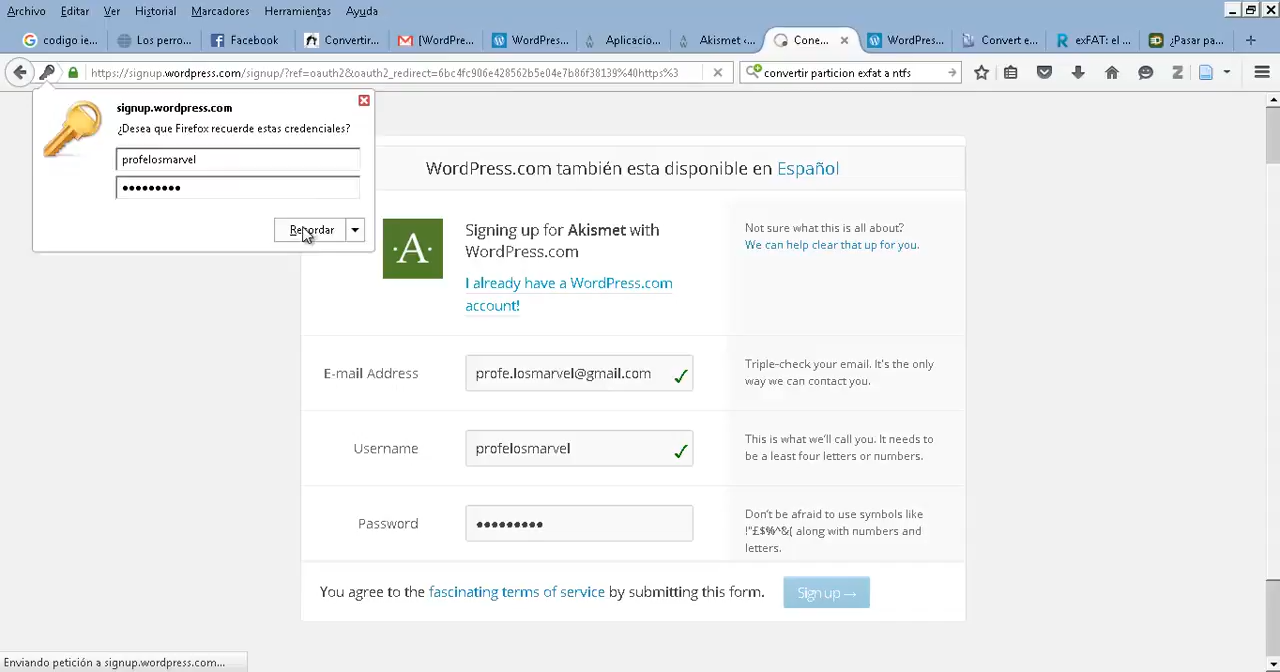 Archivo Editar Ver Historial Marcadores Herramientas Ayuda
codigo ie... Los perro... Facebook Convertir... [WordPre... WordPres... Aplicacio... Akismet ‹... Cone... WordPres... Convert e... exFAT: el ... ¿Pasar pa...
https://signup.wordpress.com/signup/?ref=oauth2&oauth2_redirect=6bc4fc906e428562b5e04e7b86f38139%40https%3
convertir particion exfat a ntfs
signup.wordpress.com
¿Desea que Firefox recuerde estas credenciales?
profelosmarvel
•••••••••
Recordar
WordPress.com también esta disponible en Español
·A·
Signing up for Akismet with
WordPress.com
I already have a WordPress.com
account!
Not sure what this is all about?
We can help clear that up for you.
E-mail Address
profe.losmarvel@gmail.com
Triple-check your email. It's the only
way we can contact you.
Username
profelosmarvel
This is what we'll call you. It needs to
be a least four letters or numbers.
Password
•••••••••
Don't be afraid to use symbols like
!"£$%^&( along with numbers and
letters.
You agree to the fascinating terms of service by submitting this form.
Sign up →
Enviando petición a signup.wordpress.com...